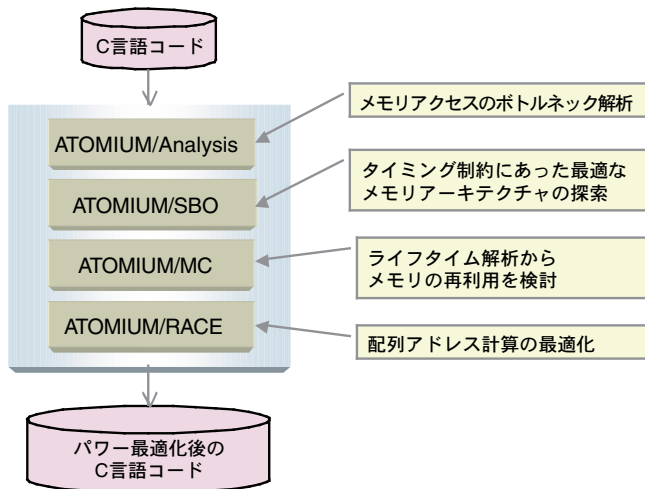 C言語コード
ATOMIUM/Analysis
メモリアクセスのボトルネック解析
ATOMIUM/SBO
タイミング制約にあった最適な
メモリアーキテクチャの探索
ATOMIUM/MC
ライフタイム解析から
メモリの再利用を検討
ATOMIUM/RACE
配列アドレス計算の最適化
パワー最適化後の
C言語コード